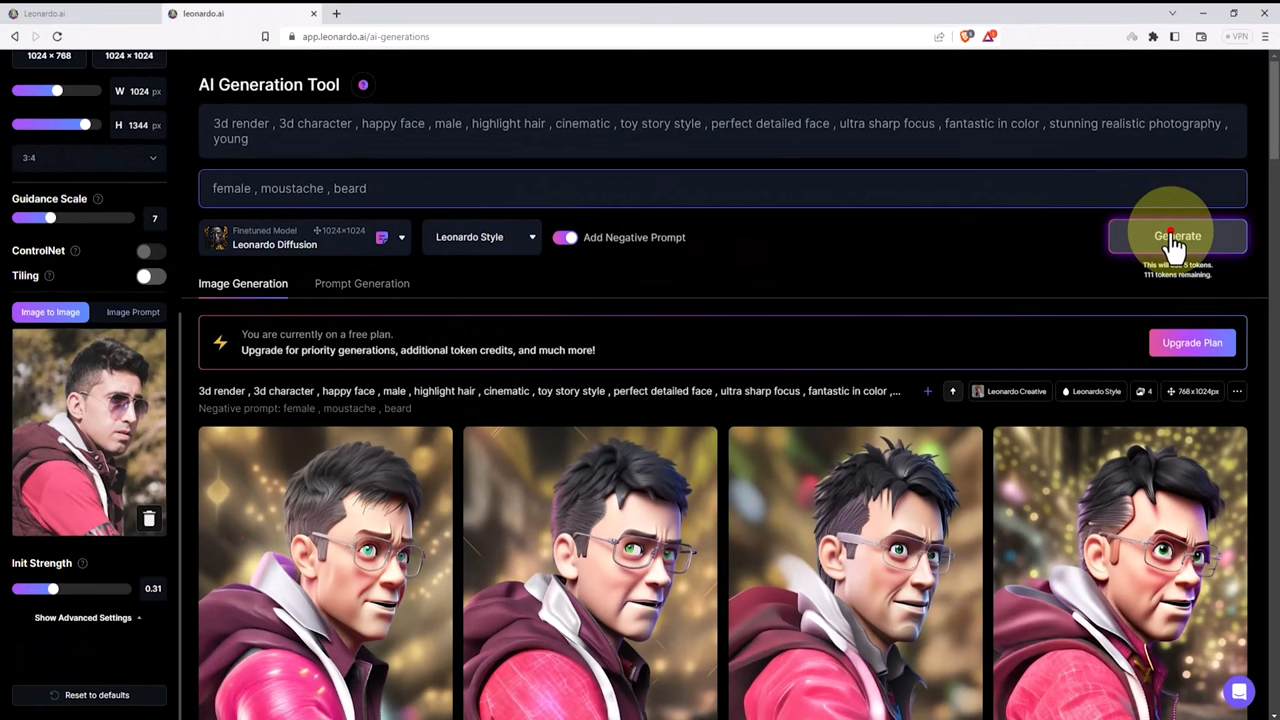 Leonardo.ai
leonardo.ai
app.leonardo.ai/ai-generations
VPN
1024 × 768
1024 × 1024
W 1024 px
H 1344 px
3:4
Guidance Scale
7
ControlNet
Tiling
Image to Image
Image Prompt
Init Strength
0.31
Show Advanced Settings
Reset to defaults
AI Generation Tool
3d render , 3d character , happy face , male , highlight hair , cinematic , toy story style , perfect detailed face , ultra sharp focus , fantastic in color , stunning realistic photography ,
young
female , moustache , beard
Finetuned Model
1024×1024
Leonardo Diffusion
Leonardo Style
Add Negative Prompt
Generate
This will use 5 tokens.
111 tokens remaining.
Image Generation
Prompt Generation
You are currently on a free plan.
Upgrade for priority generations, additional token credits, and much more!
Upgrade Plan
3d render , 3d character , happy face , male , highlight hair , cinematic , toy story style , perfect detailed face , ultra sharp focus , fantastic in color ,...
Leonardo Creative
Leonardo Style
4
768 x 1024px
Negative prompt: female , moustache , beard